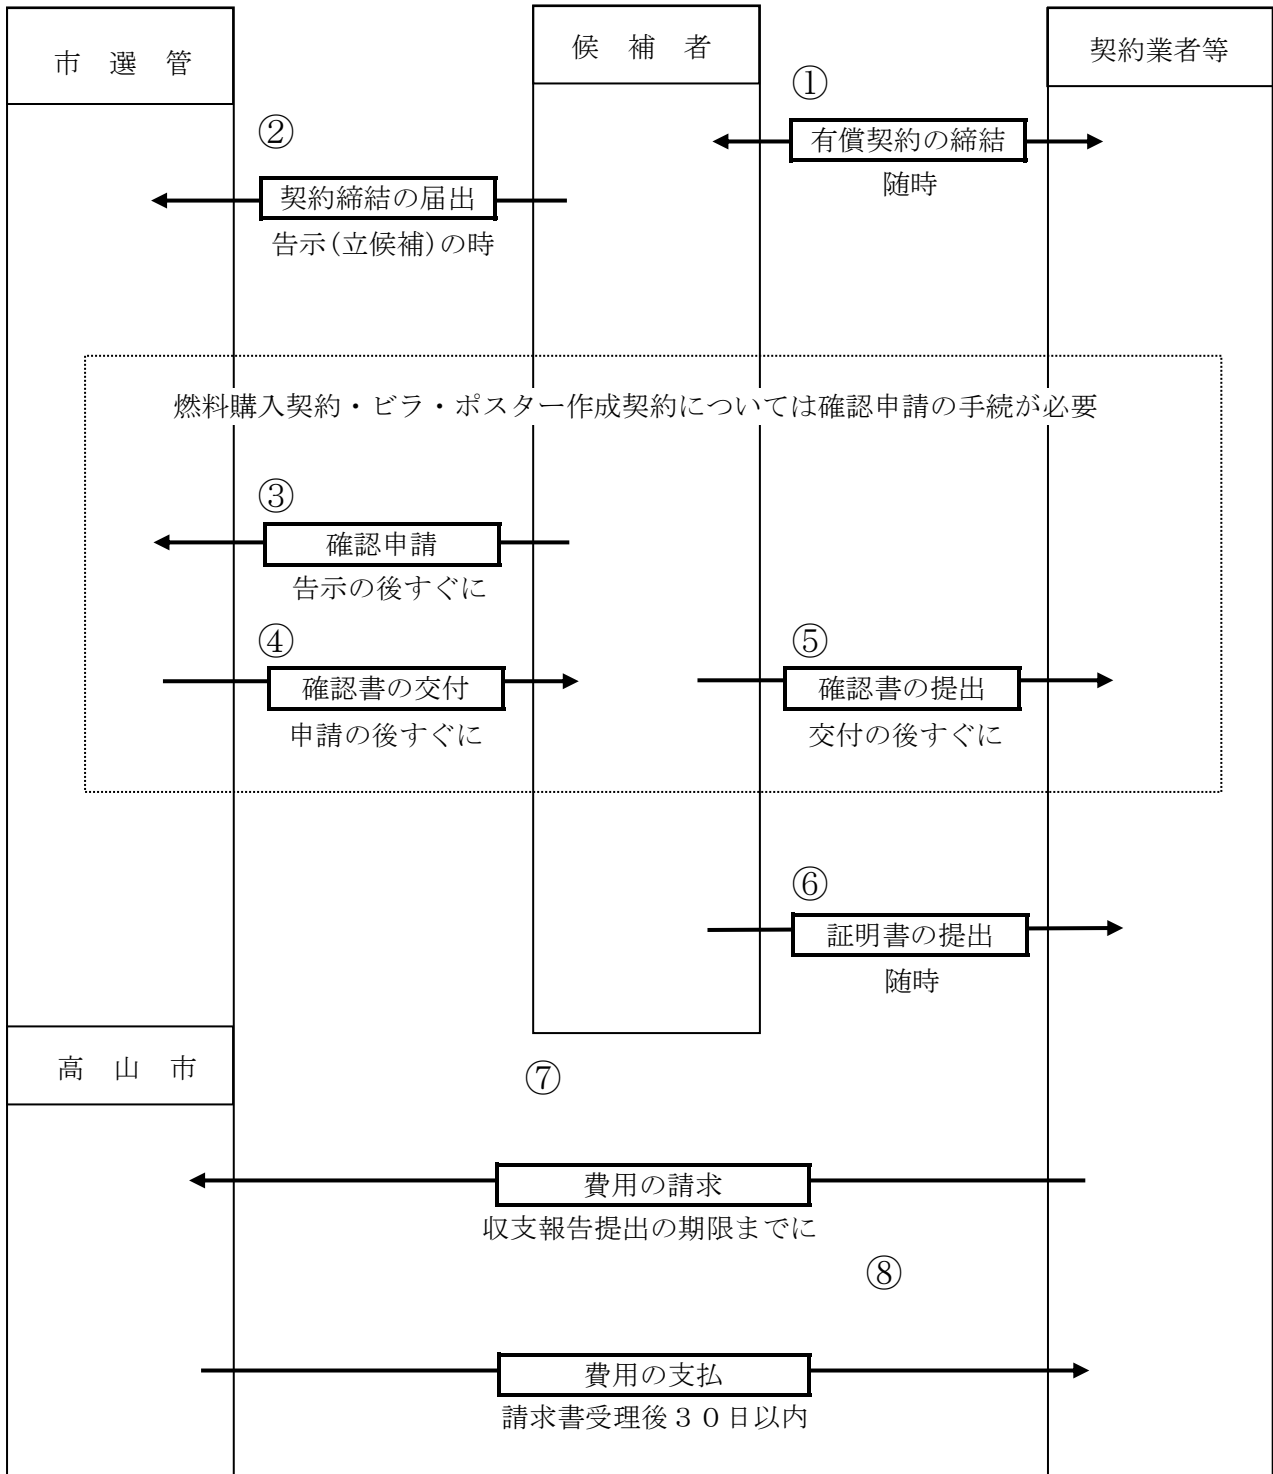 市　選　管
候　補　者
契約業者等
①
有償契約の締結
随時
②
契約締結の届出
告示(立候補)の時
燃料購入契約・ビラ・ポスター作成契約については確認申請の手続が必要
③
確認申請
告示の後すぐに
④
確認書の交付
申請の後すぐに
⑤
確認書の提出
交付の後すぐに
⑥
証明書の提出
随時
高　山　市
⑦
費用の請求
収支報告提出の期限までに
⑧
費用の支払
請求書受理後３０日以内